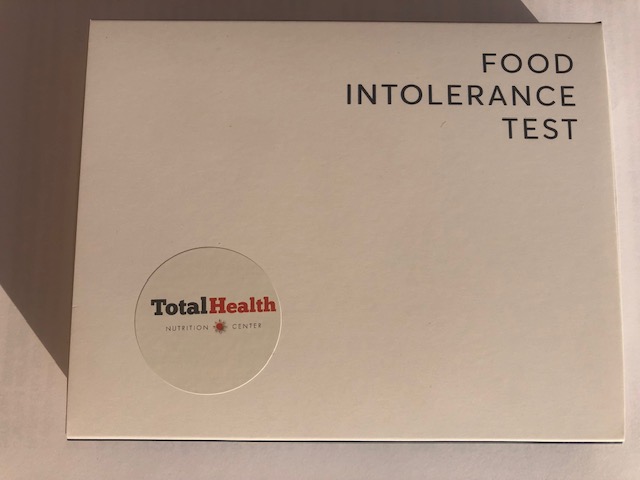 FOOD
INTOLERANCE
TEST
TotalHealth
NUTRITION CENTER